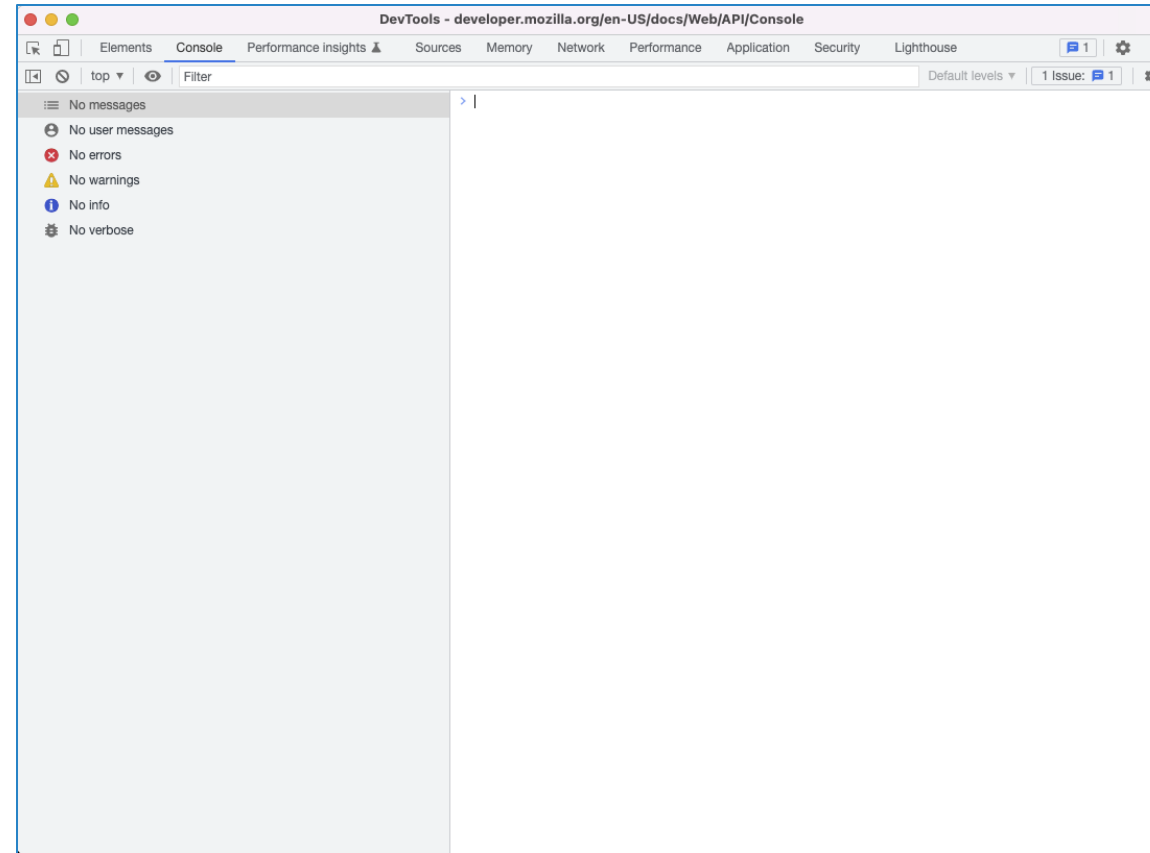 DevTools - developer.mozilla.org/en-US/docs/Web/API/Console
Elements Console Performance insights Sources Memory Network Performance Application Security Lighthouse 1
top Filter Default levels 1 Issue: 1
No messages
No user messages
No errors
No warnings
No info
No verbose